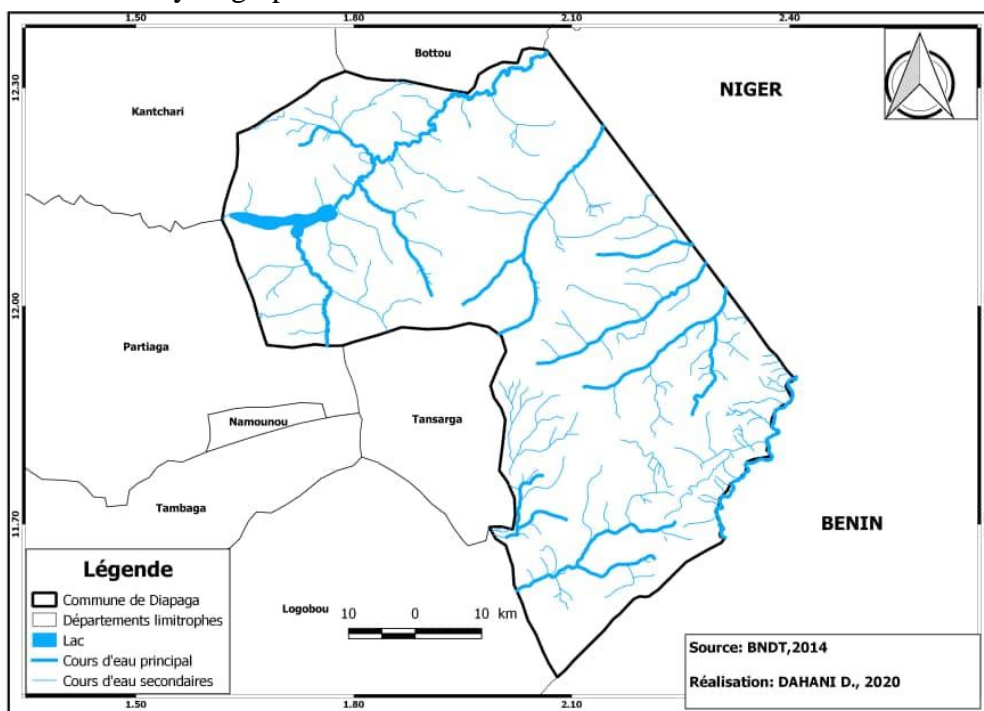 1.50 1.80 2.10 2.40
Bottou
12.30
NIGER
Kantchari
12.00
Partiaga
Namounou
Tansarga
Tambaga
11.70
BENIN
Légende
Commune de Diapaga
Départements limitrophes
Lac
Cours d'eau principal
Cours d'eau secondaires
Logobou
10 0 10 km
Source: BNDT,2014
Réalisation: DAHANI D., 2020
1.50 1.80 2.10